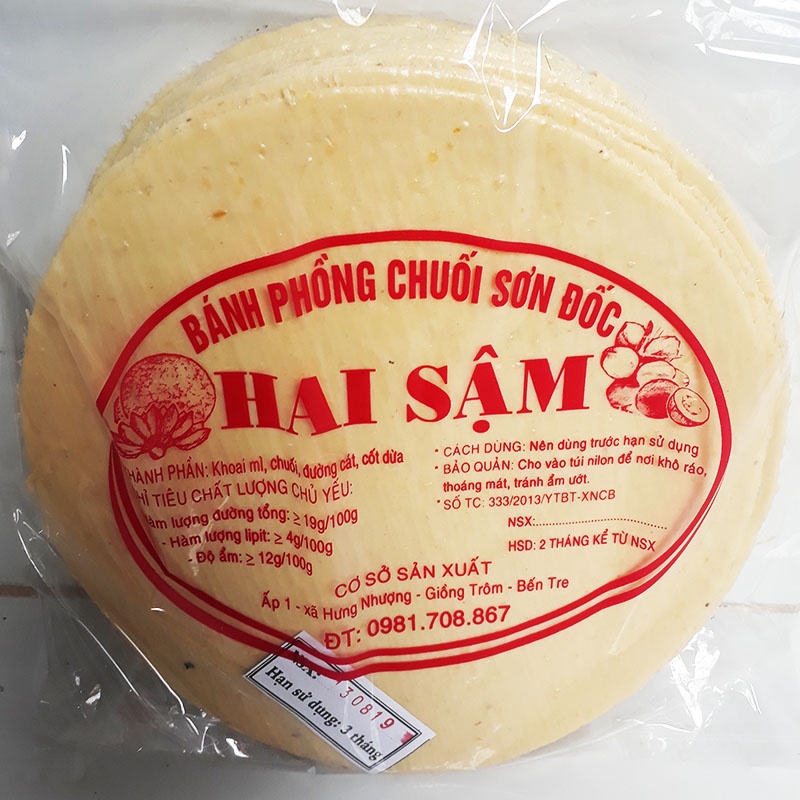 BÁNH PHỒNG CHUỐI SƠN ĐỐC
HAI SẬM
THÀNH PHẦN: Khoai mì, chuối, đường cát, cốt dừa
CHỈ TIÊU CHẤT LƯỢNG CHỦ YẾU:
- Hàm lượng đường tổng: ≥ 19g/100g
- Hàm lượng lipit: ≥ 4g/100g
- Độ ẩm: ≥ 12g/100g
* CÁCH DÙNG: Nên dùng trước hạn sử dụng
* BẢO QUẢN: Cho vào túi nilon để nơi khô ráo,
thoáng mát, tránh ẩm ướt.
* SỐ TC: 333/2013/YTBT-XNCB
NSX:..............................
HSD: 2 THÁNG KỂ TỪ NSX
CƠ SỞ SẢN XUẤT
Ấp 1 - xã Hưng Nhượng - Giồng Trôm - Bến Tre
ĐT: 0981.708.867
NSX: 30819
Hạn sử dụng: 3 tháng